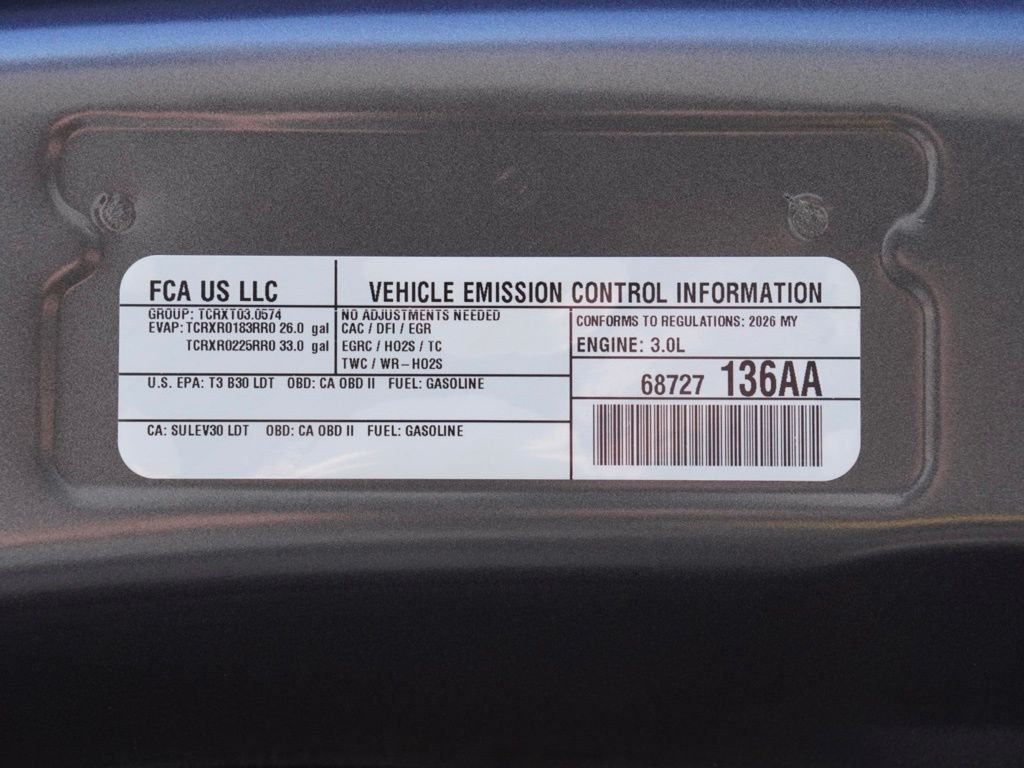 FCA US LLC
VEHICLE EMISSION CONTROL INFORMATION
GROUP: TCRXT03.0574
EVAP: TCRXR0183RR0 26.0 gal
TCRXR0225RR0 33.0 gal
NO ADJUSTMENTS NEEDED
CAC / DFI / EGR
EGRC / HO2S / TC
TWC / WR-HO2S
CONFORMS TO REGULATIONS: 2026 MY
ENGINE: 3.0L
U.S. EPA: T3 B30 LDT OBD: CA OBD II FUEL: GASOLINE
68727 136AA
CA: SULEV30 LDT OBD: CA OBD II FUEL: GASOLINE